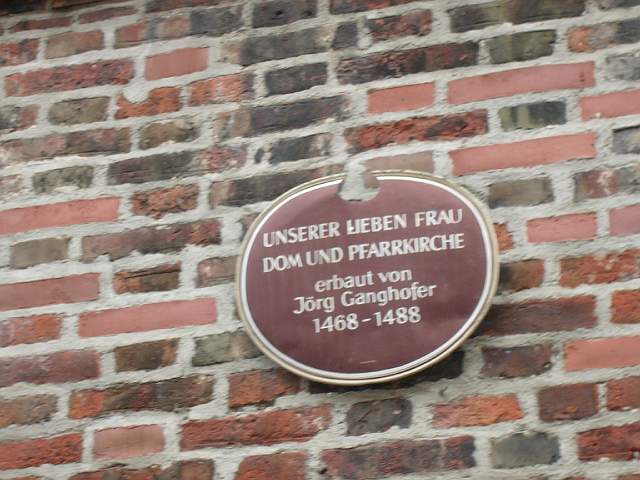 UNSERER LIEBEN FRAU
DOM UND PFARRKIRCHE
erbaut von
Jörg Ganghofer
1468-1488